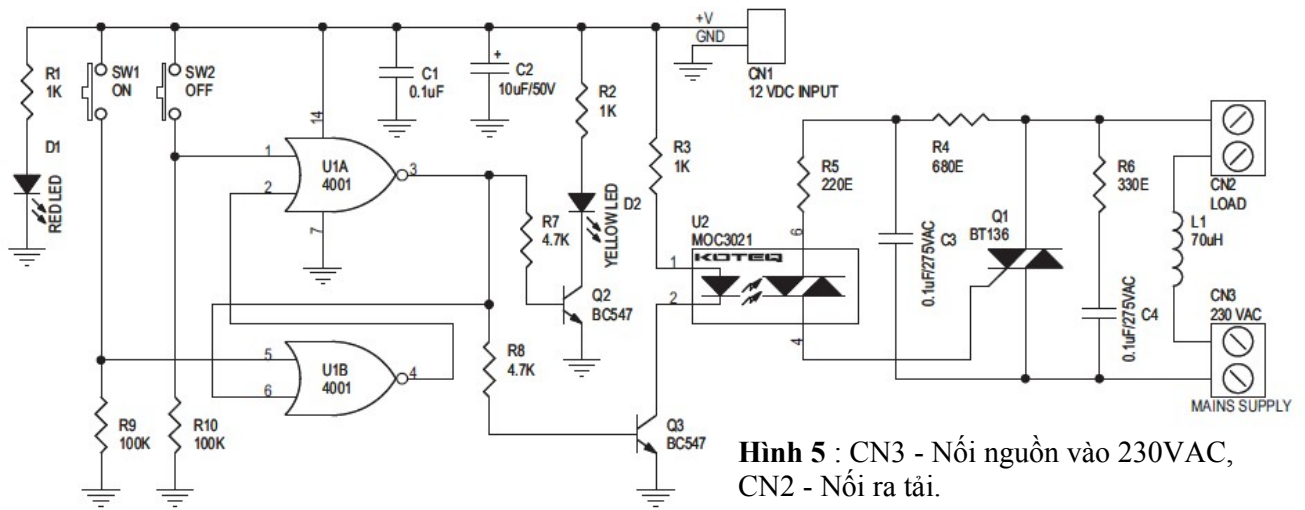 +V
GND
CN1
12 VDC INPUT
R1
1K
SW1
ON
SW2
OFF
C1
0.1uF
+
C2
10uF/50V
R2
1K
R3
1K
D1
RED LED
14
1
2
U1A
4001
3
7
R7
4.7K
YELLOW LED
D2
Q2
BC547
U2
MOC3021
KOTEQ
1
2
6
4
R5
220E
R4
680E
C3
0.1uF/275VAC
Q1
BT136
R6
330E
C4
0.1uF/275VAC
CN2
LOAD
L1
70uH
CN3
230 VAC
MAINS SUPPLY
5
6
U1B
4001
4
R8
4.7K
R9
100K
R10
100K
Q3
BC547
Hình 5 : CN3 - Nối nguồn vào 230VAC,
CN2 - Nối ra tải.